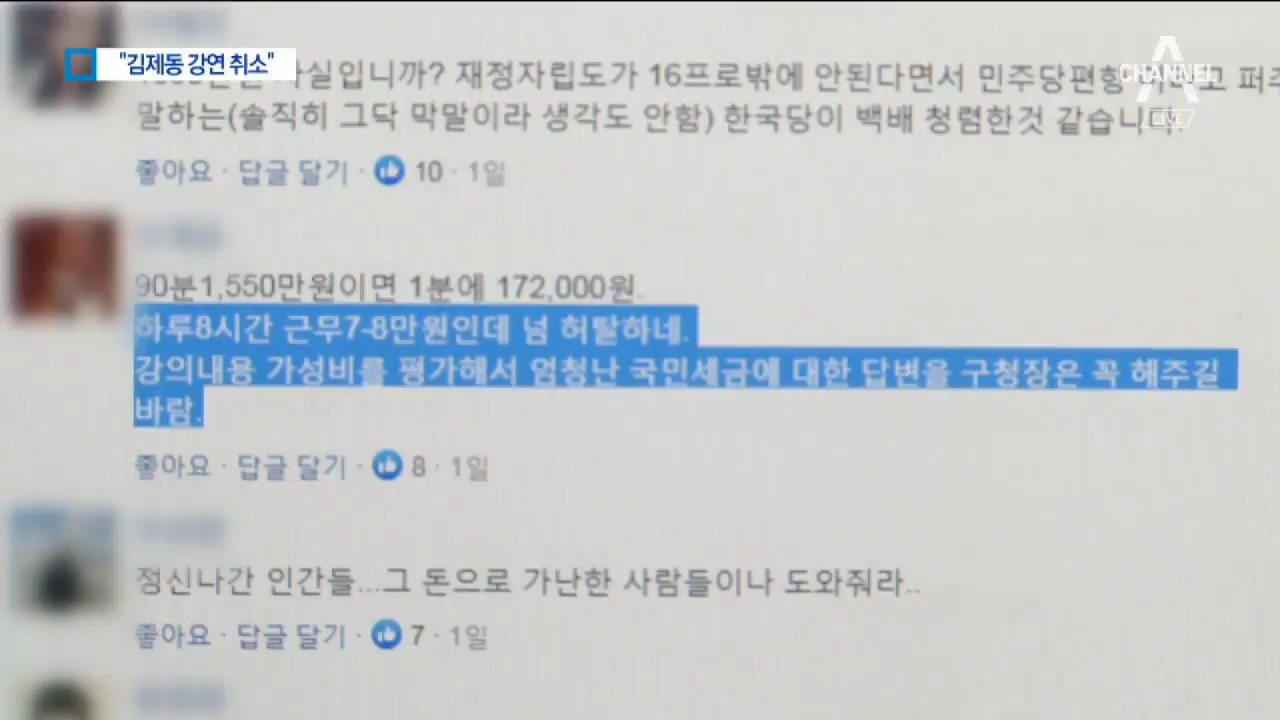 "김제동 강연 취소"
CHANNEL
LIVE
사실입니까? 재정자립도가 16프로밖에 안된다면서 민주당편향
말하는(솔직히 그닥 막말이라 생각도 안함) 한국당이 백배 청렴한것 같습니다.
좋아요 · 답글 달기 · 10 · 1일
90분1,550만원이면 1분에 172,000원.
하루8시간 근무7-8만원인데 넘 허탈하네.
강의내용 가성비를 평가해서 엄청난 국민세금에 대한 답변을 구청장은 꼭 해주길
바람.
좋아요 · 답글 달기 · 8 · 1일
정신나간 인간들...그 돈으로 가난한 사람들이나 도와줘라..
좋아요 · 답글 달기 · 7 · 1일